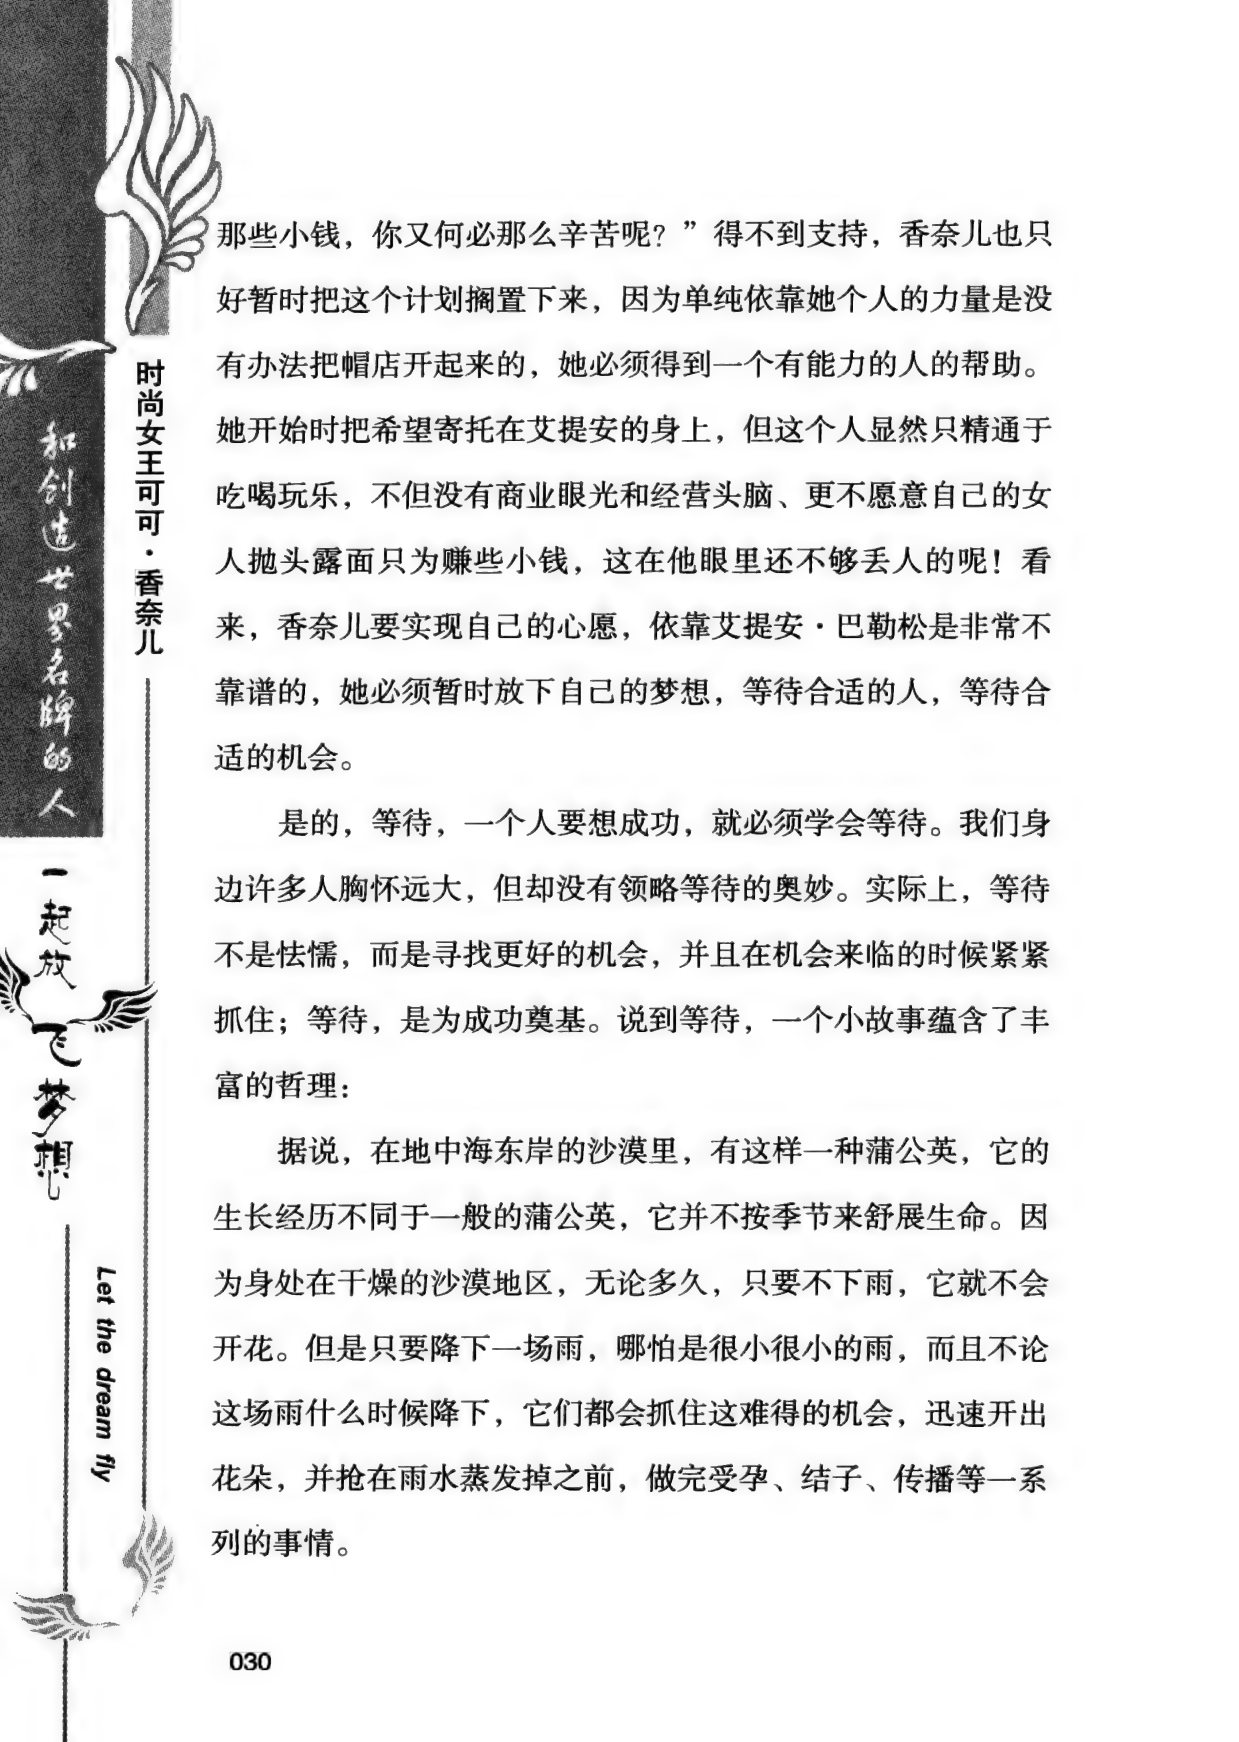 和创造世界名牌的人
一起放飞梦想
Let the dream fly
时尚女王可可·香奈儿
那些小钱，你又何必那么辛苦呢？”得不到支持，香奈儿也只
好暂时把这个计划搁置下来，因为单纯依靠她个人的力量是没
有办法把帽店开起来的，她必须得到一个有能力的人的帮助。
她开始时把希望寄托在艾提安的身上，但这个人显然只精通于
吃喝玩乐，不但没有商业眼光和经营头脑、更不愿意自己的女
人抛头露面只为赚些小钱，这在他眼里还不够丢人的呢！看
来，香奈儿要实现自己的心愿，依靠艾提安·巴勒松是非常不
靠谱的，她必须暂时放下自己的梦想，等待合适的人，等待合
适的机会。
是的，等待，一个人要想成功，就必须学会等待。我们身
边许多人胸怀远大，但却没有领略等待的奥妙。实际上，等待
不是怯懦，而是寻找更好的机会，并且在机会来临的时候紧紧
抓住；等待，是为成功奠基。说到等待，一个小故事蕴含了丰
富的哲理：
据说，在地中海东岸的沙漠里，有这样一种蒲公英，它的
生长经历不同于一般的蒲公英，它并不按季节来舒展生命。因
为身处在干燥的沙漠地区，无论多久，只要不下雨，它就不会
开花。但是只要降下一场雨，哪怕是很小很小的雨，而且不论
这场雨什么时候降下，它们都会抓住这难得的机会，迅速开出
花朵，并抢在雨水蒸发掉之前，做完受孕、结子、传播等一系
列的事情。
030